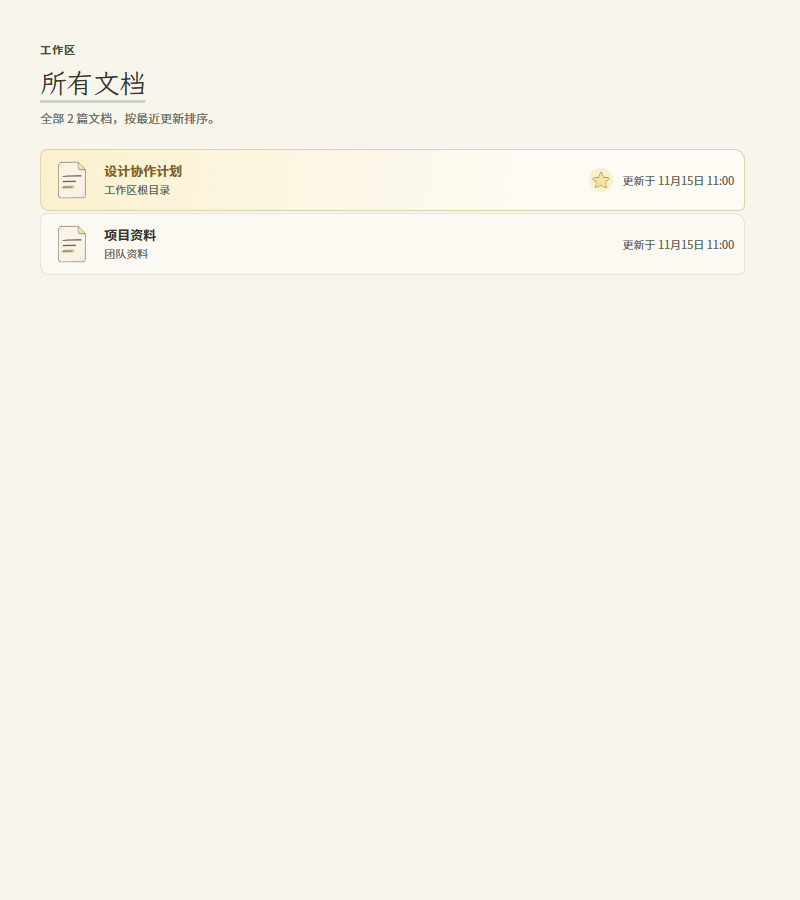 工作区
所有文档
全部 2 篇文档，按最近更新排序。
设计协作计划
工作区根目录
更新于 11月15日 11:00
项目资料
团队资料
更新于 11月15日 11:00